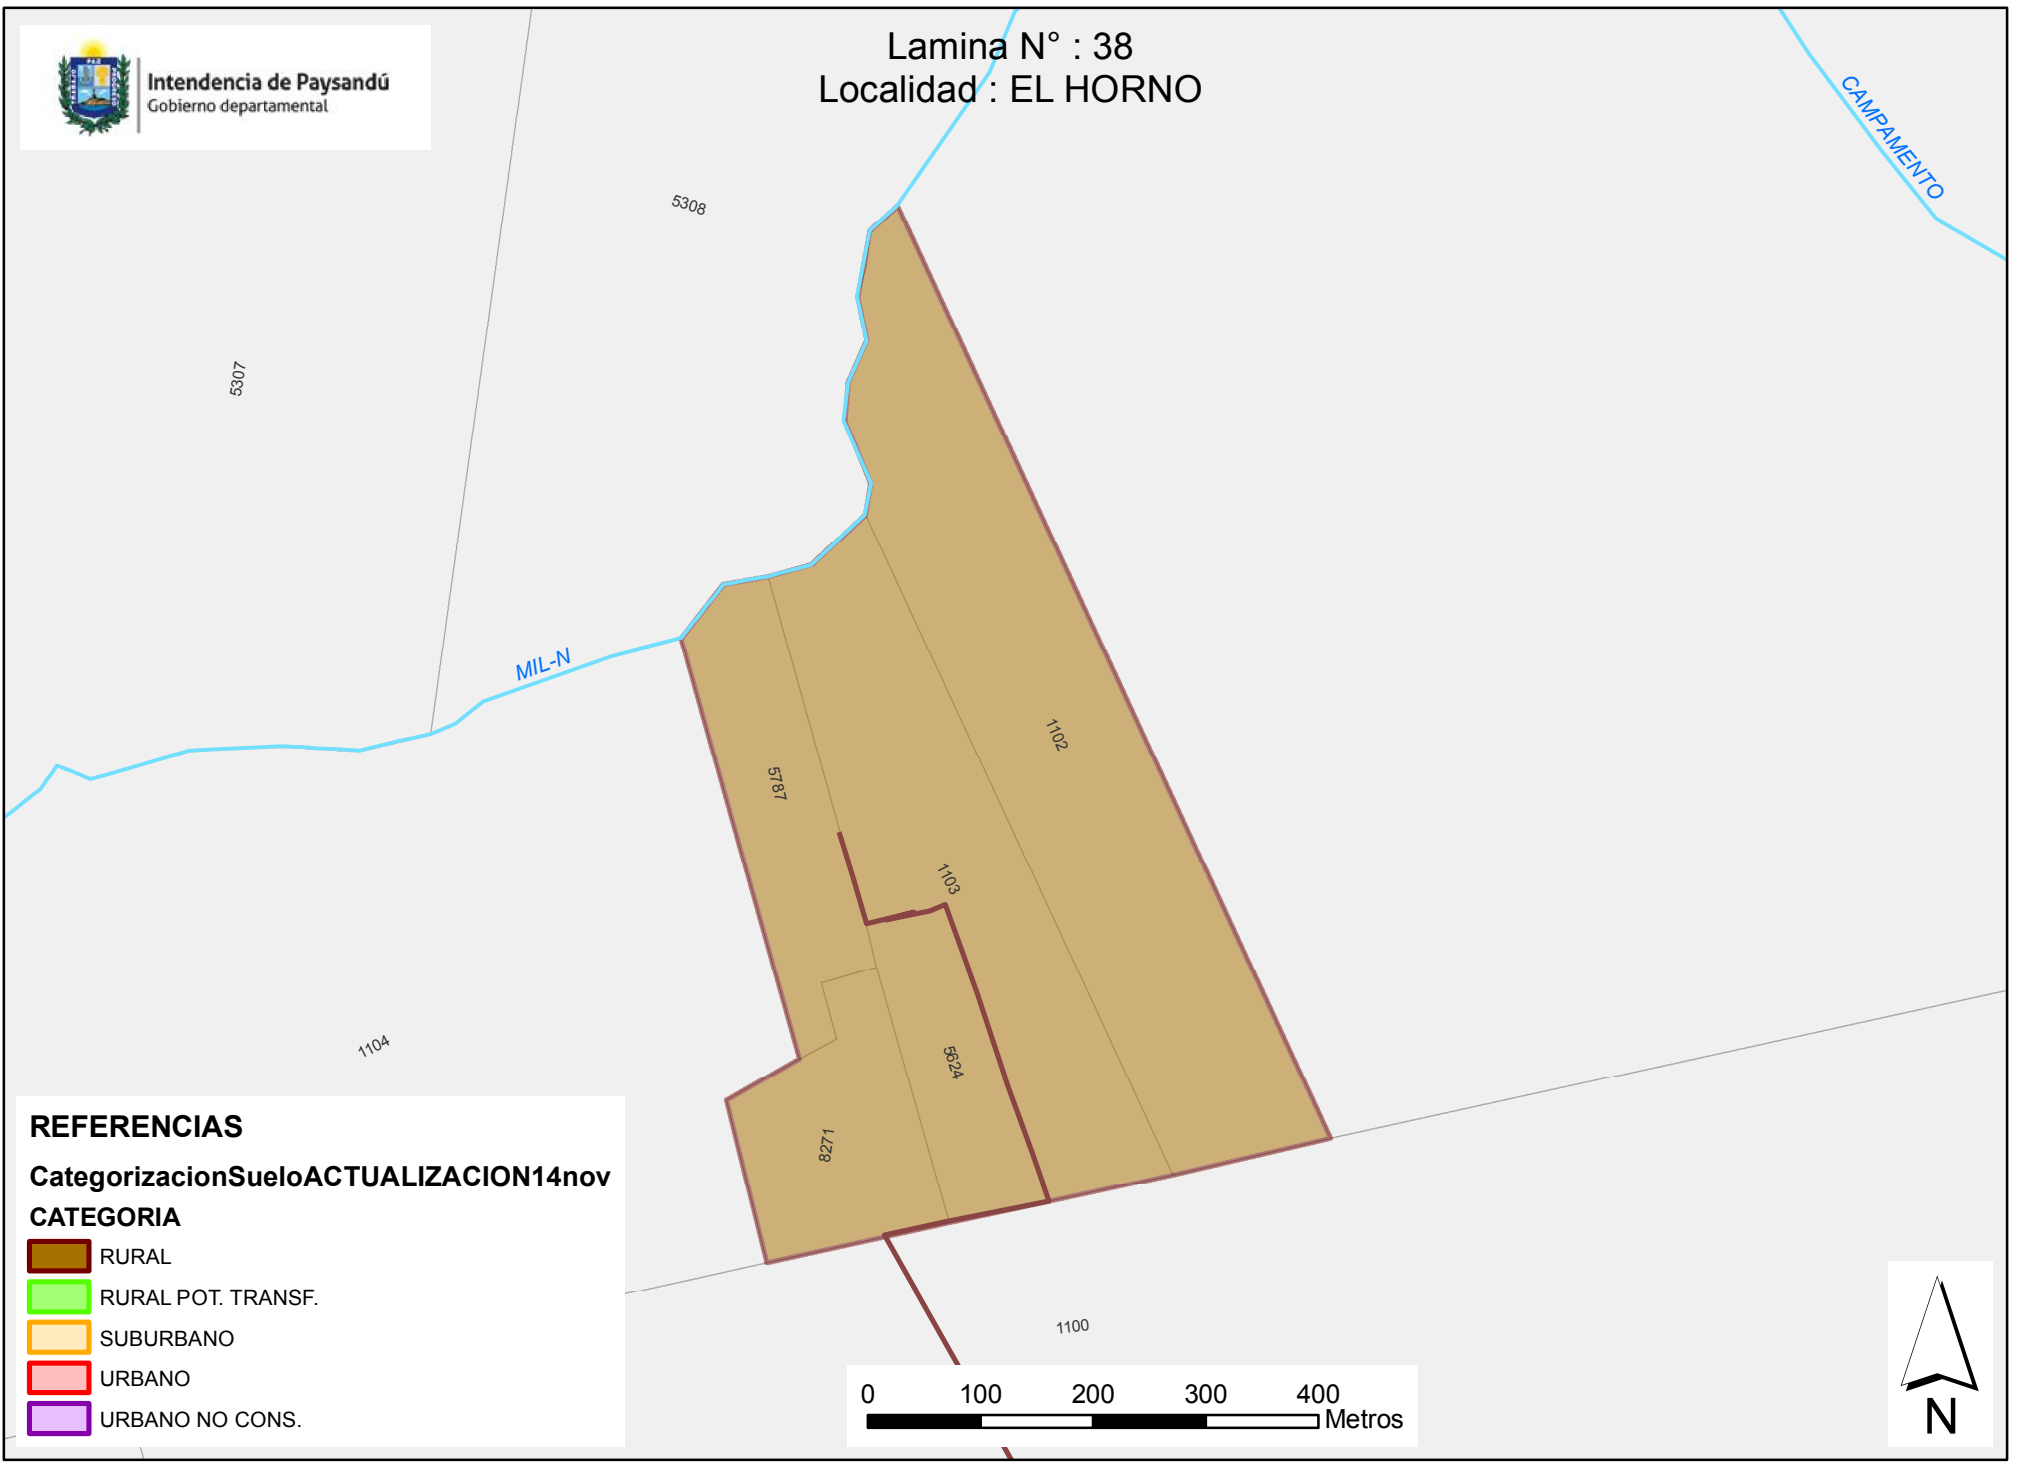 Intendencia de Paysandú
Gobierno departamental
Lamina N° : 38
Localidad : EL HORNO
CAMPAMENTO
5308
5307
MIL-N
1102
5787
1103
1104
5624
8271
1100
REFERENCIAS
CategorizacionSueloACTUALIZACION14nov
CATEGORIA
RURAL
RURAL POT. TRANSF.
SUBURBANO
URBANO
URBANO NO CONS.
0 100 200 300 400
Metros
N